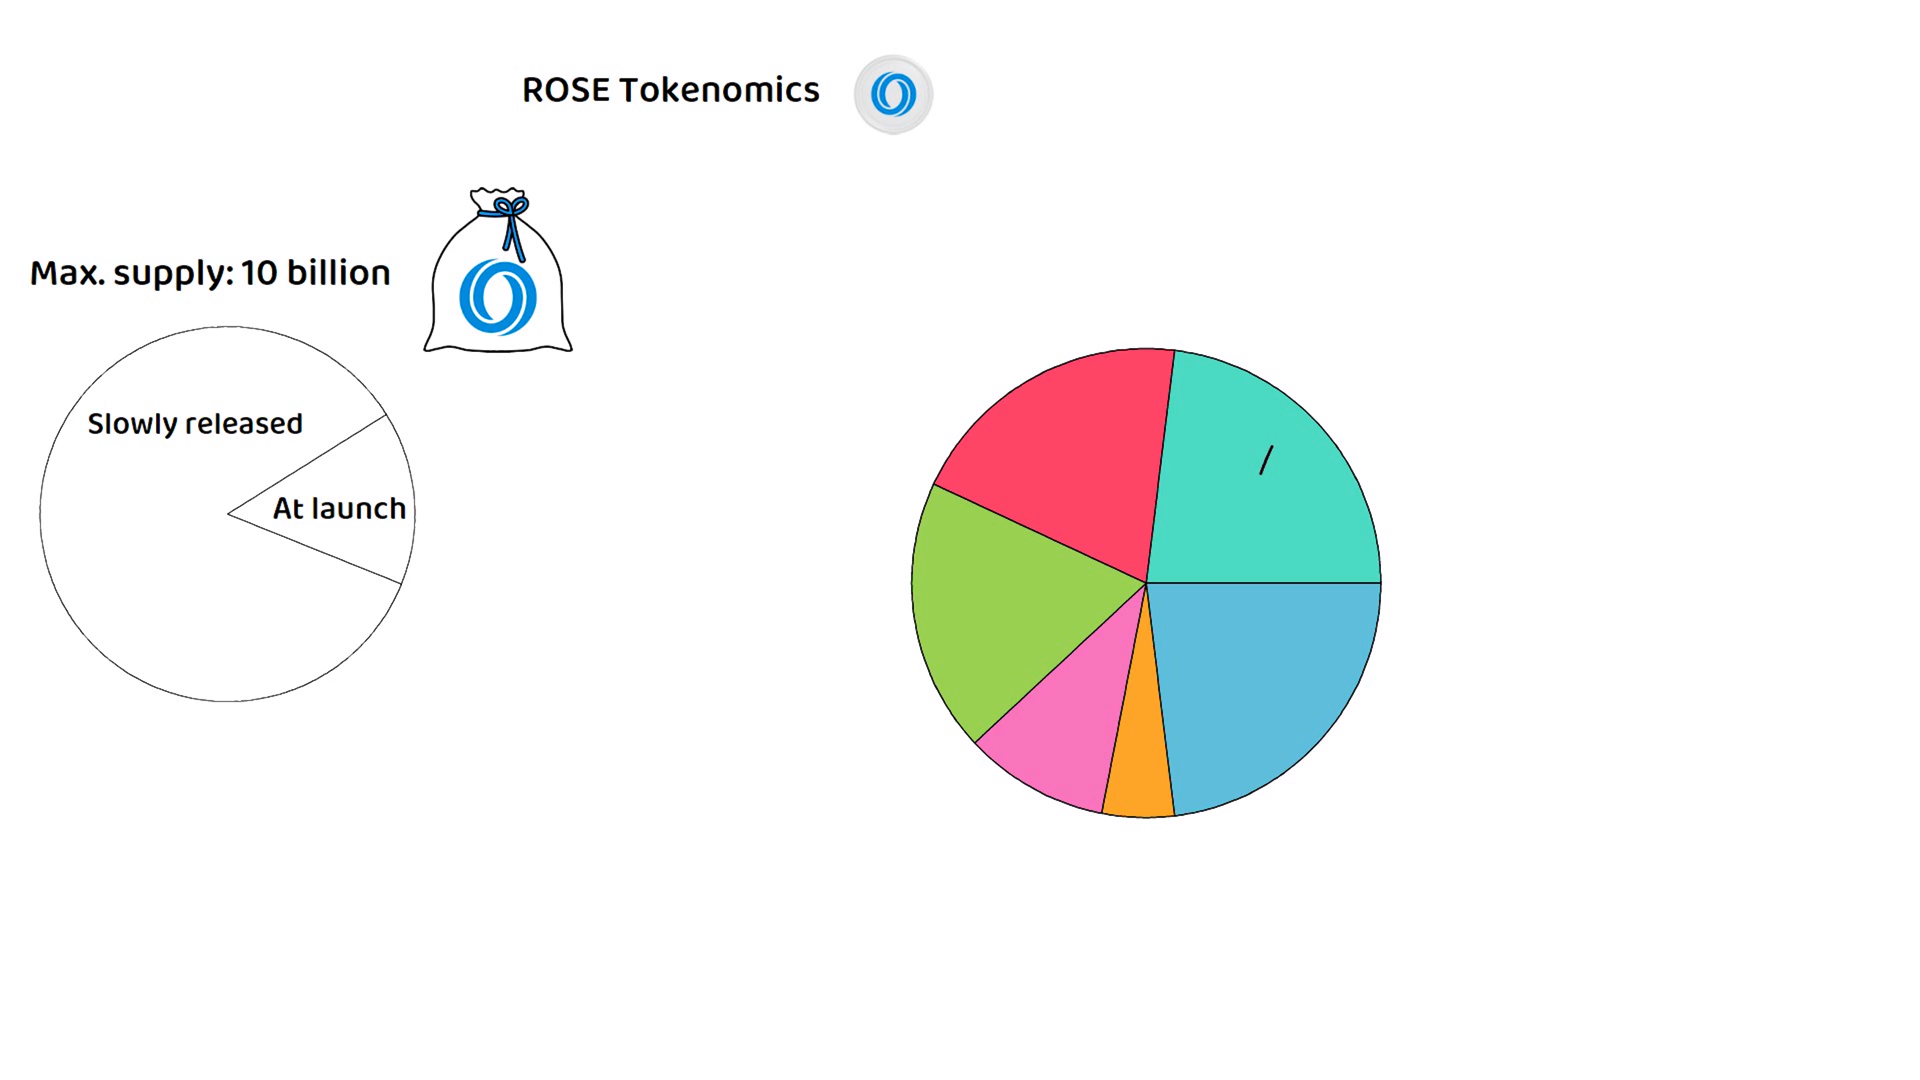 ROSE Tokenomics
Max. supply: 10 billion
Slowly released
At launch